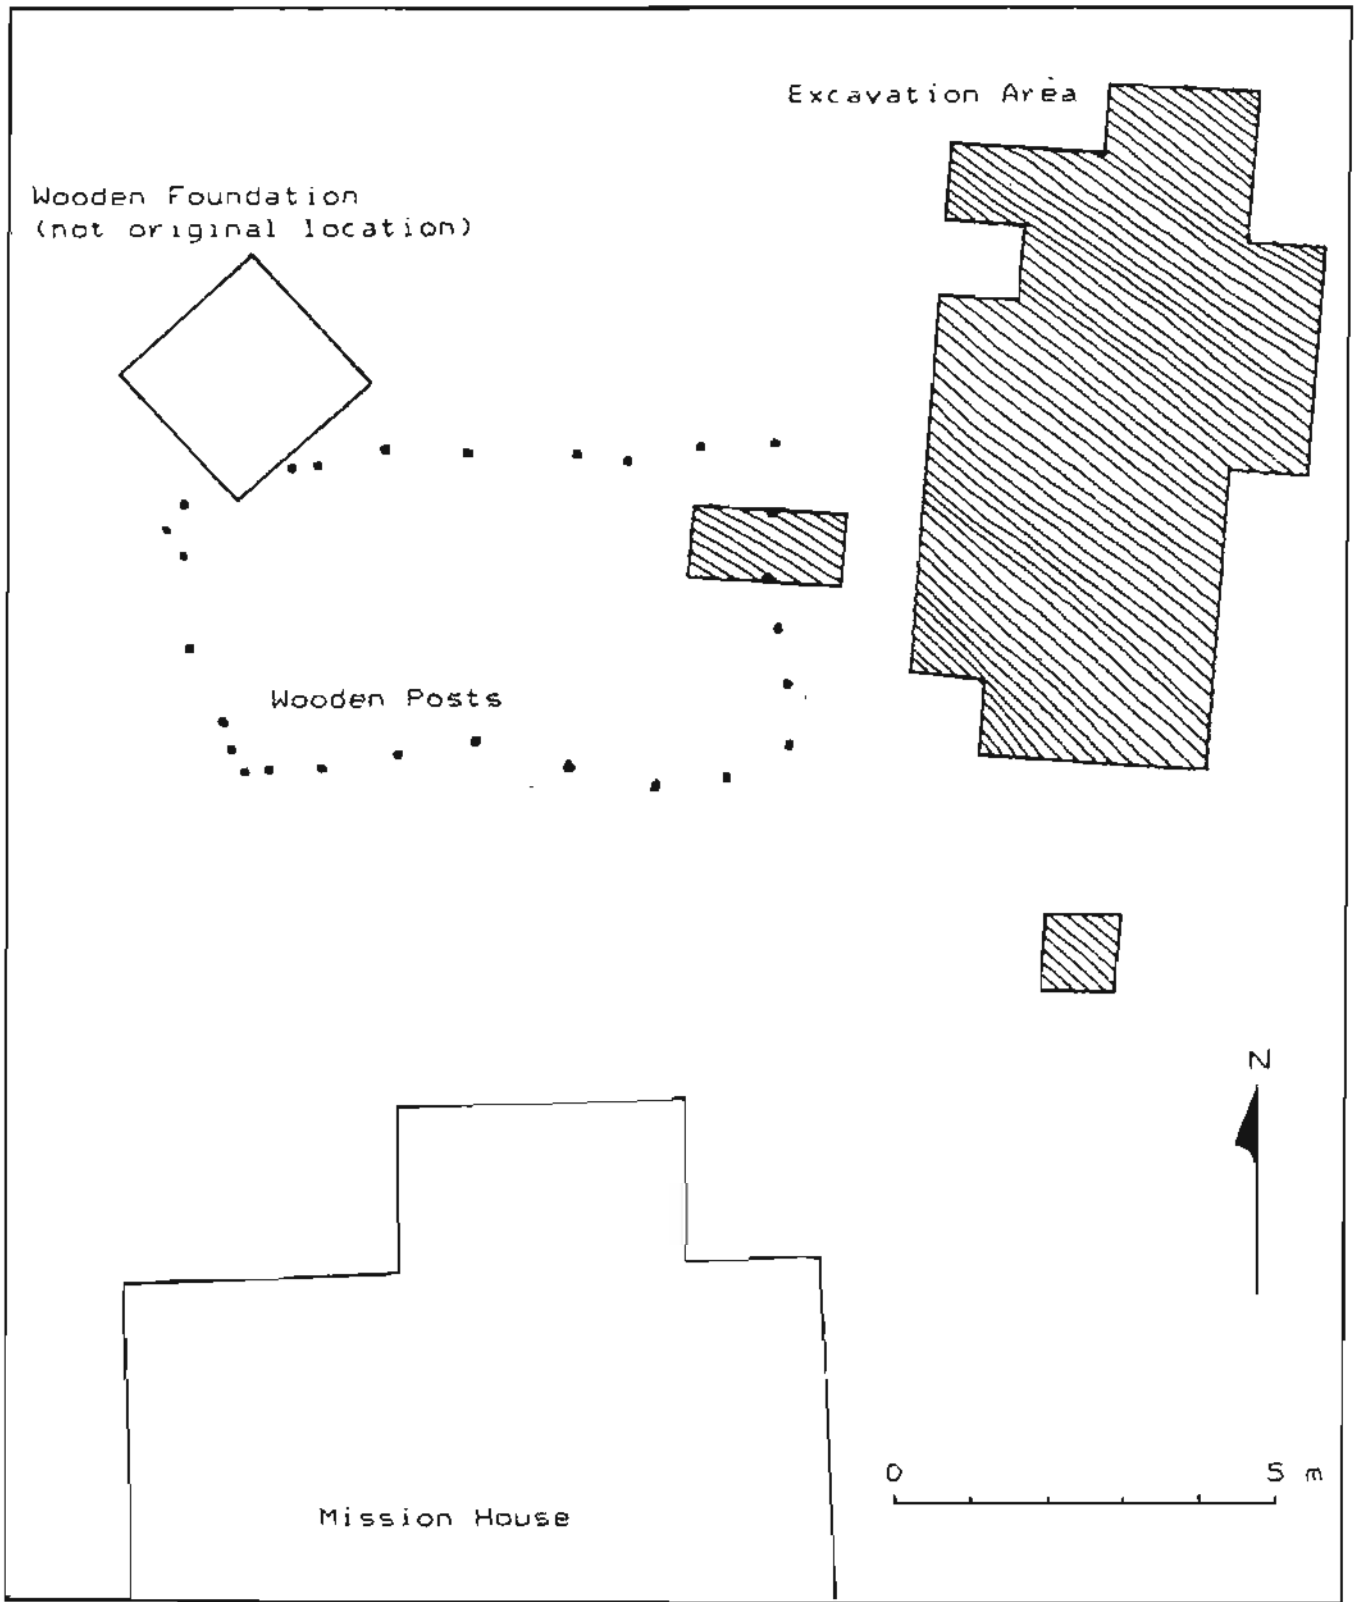 Excavation Area
Wooden Foundation
(not original location)
Wooden Posts
N
0 5 m
Mission House